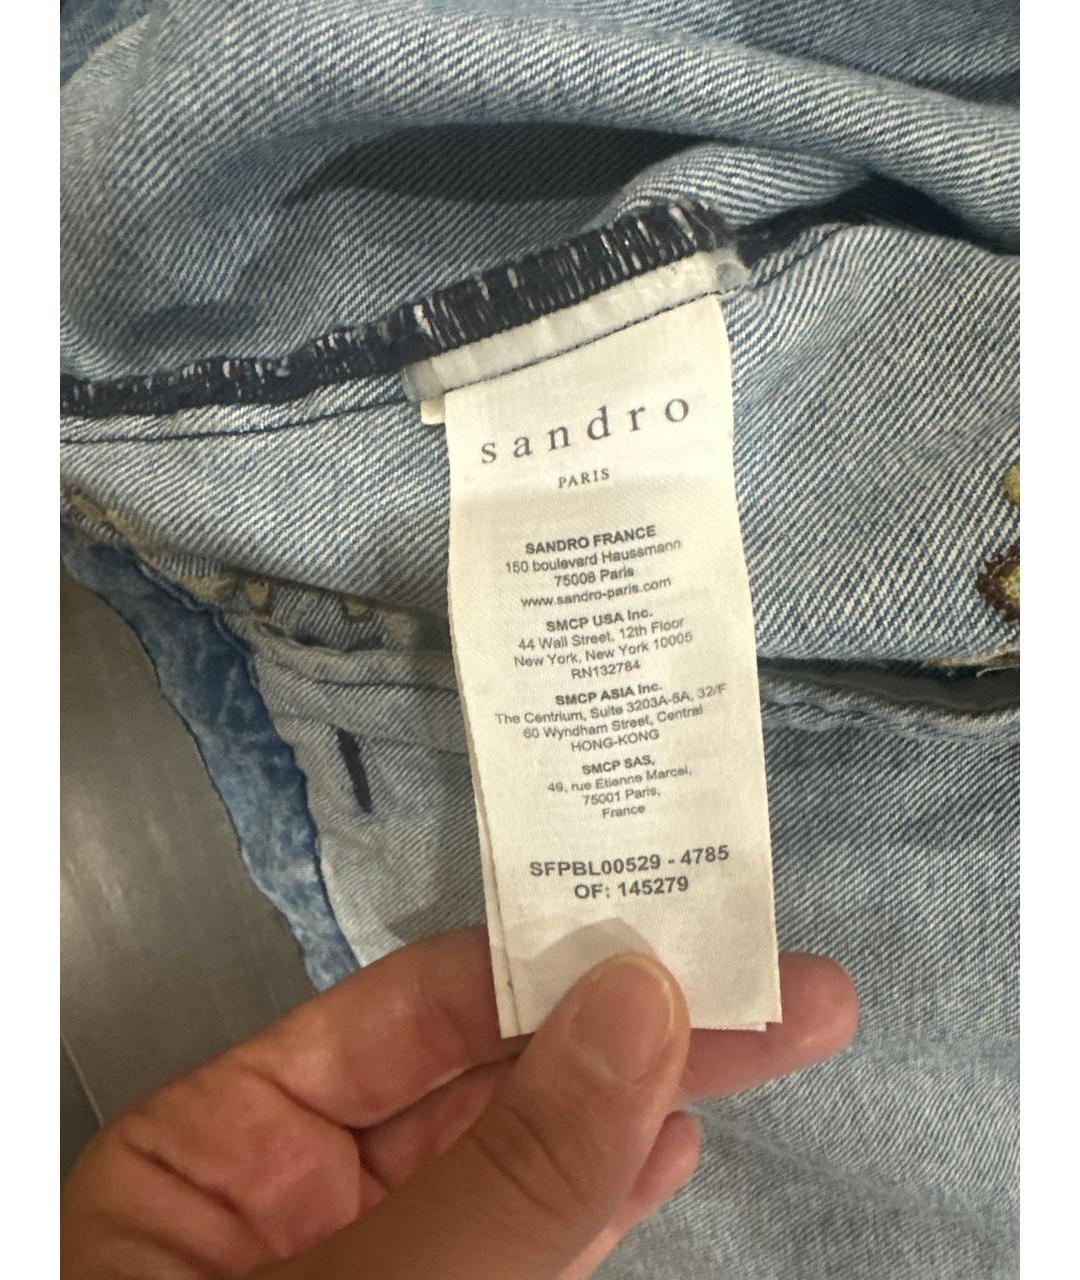 sandro
PARIS
SANDRO FRANCE
150 boulevard Haussmann
75008 Paris
www.sandro-paris.com
SMCP USA Inc.
44 Wall Street, 12th Floor
New York, New York 10005
RN132784
SMCP ASIA Inc.
The Centrium, Suite 3203A-5A, 32/F
60 Wyndham Street, Central
HONG-KONG
SMCP SAS,
49, rue Etienne Marcel,
75001 Paris,
France
SFPBL00529 - 4785
OF: 145279